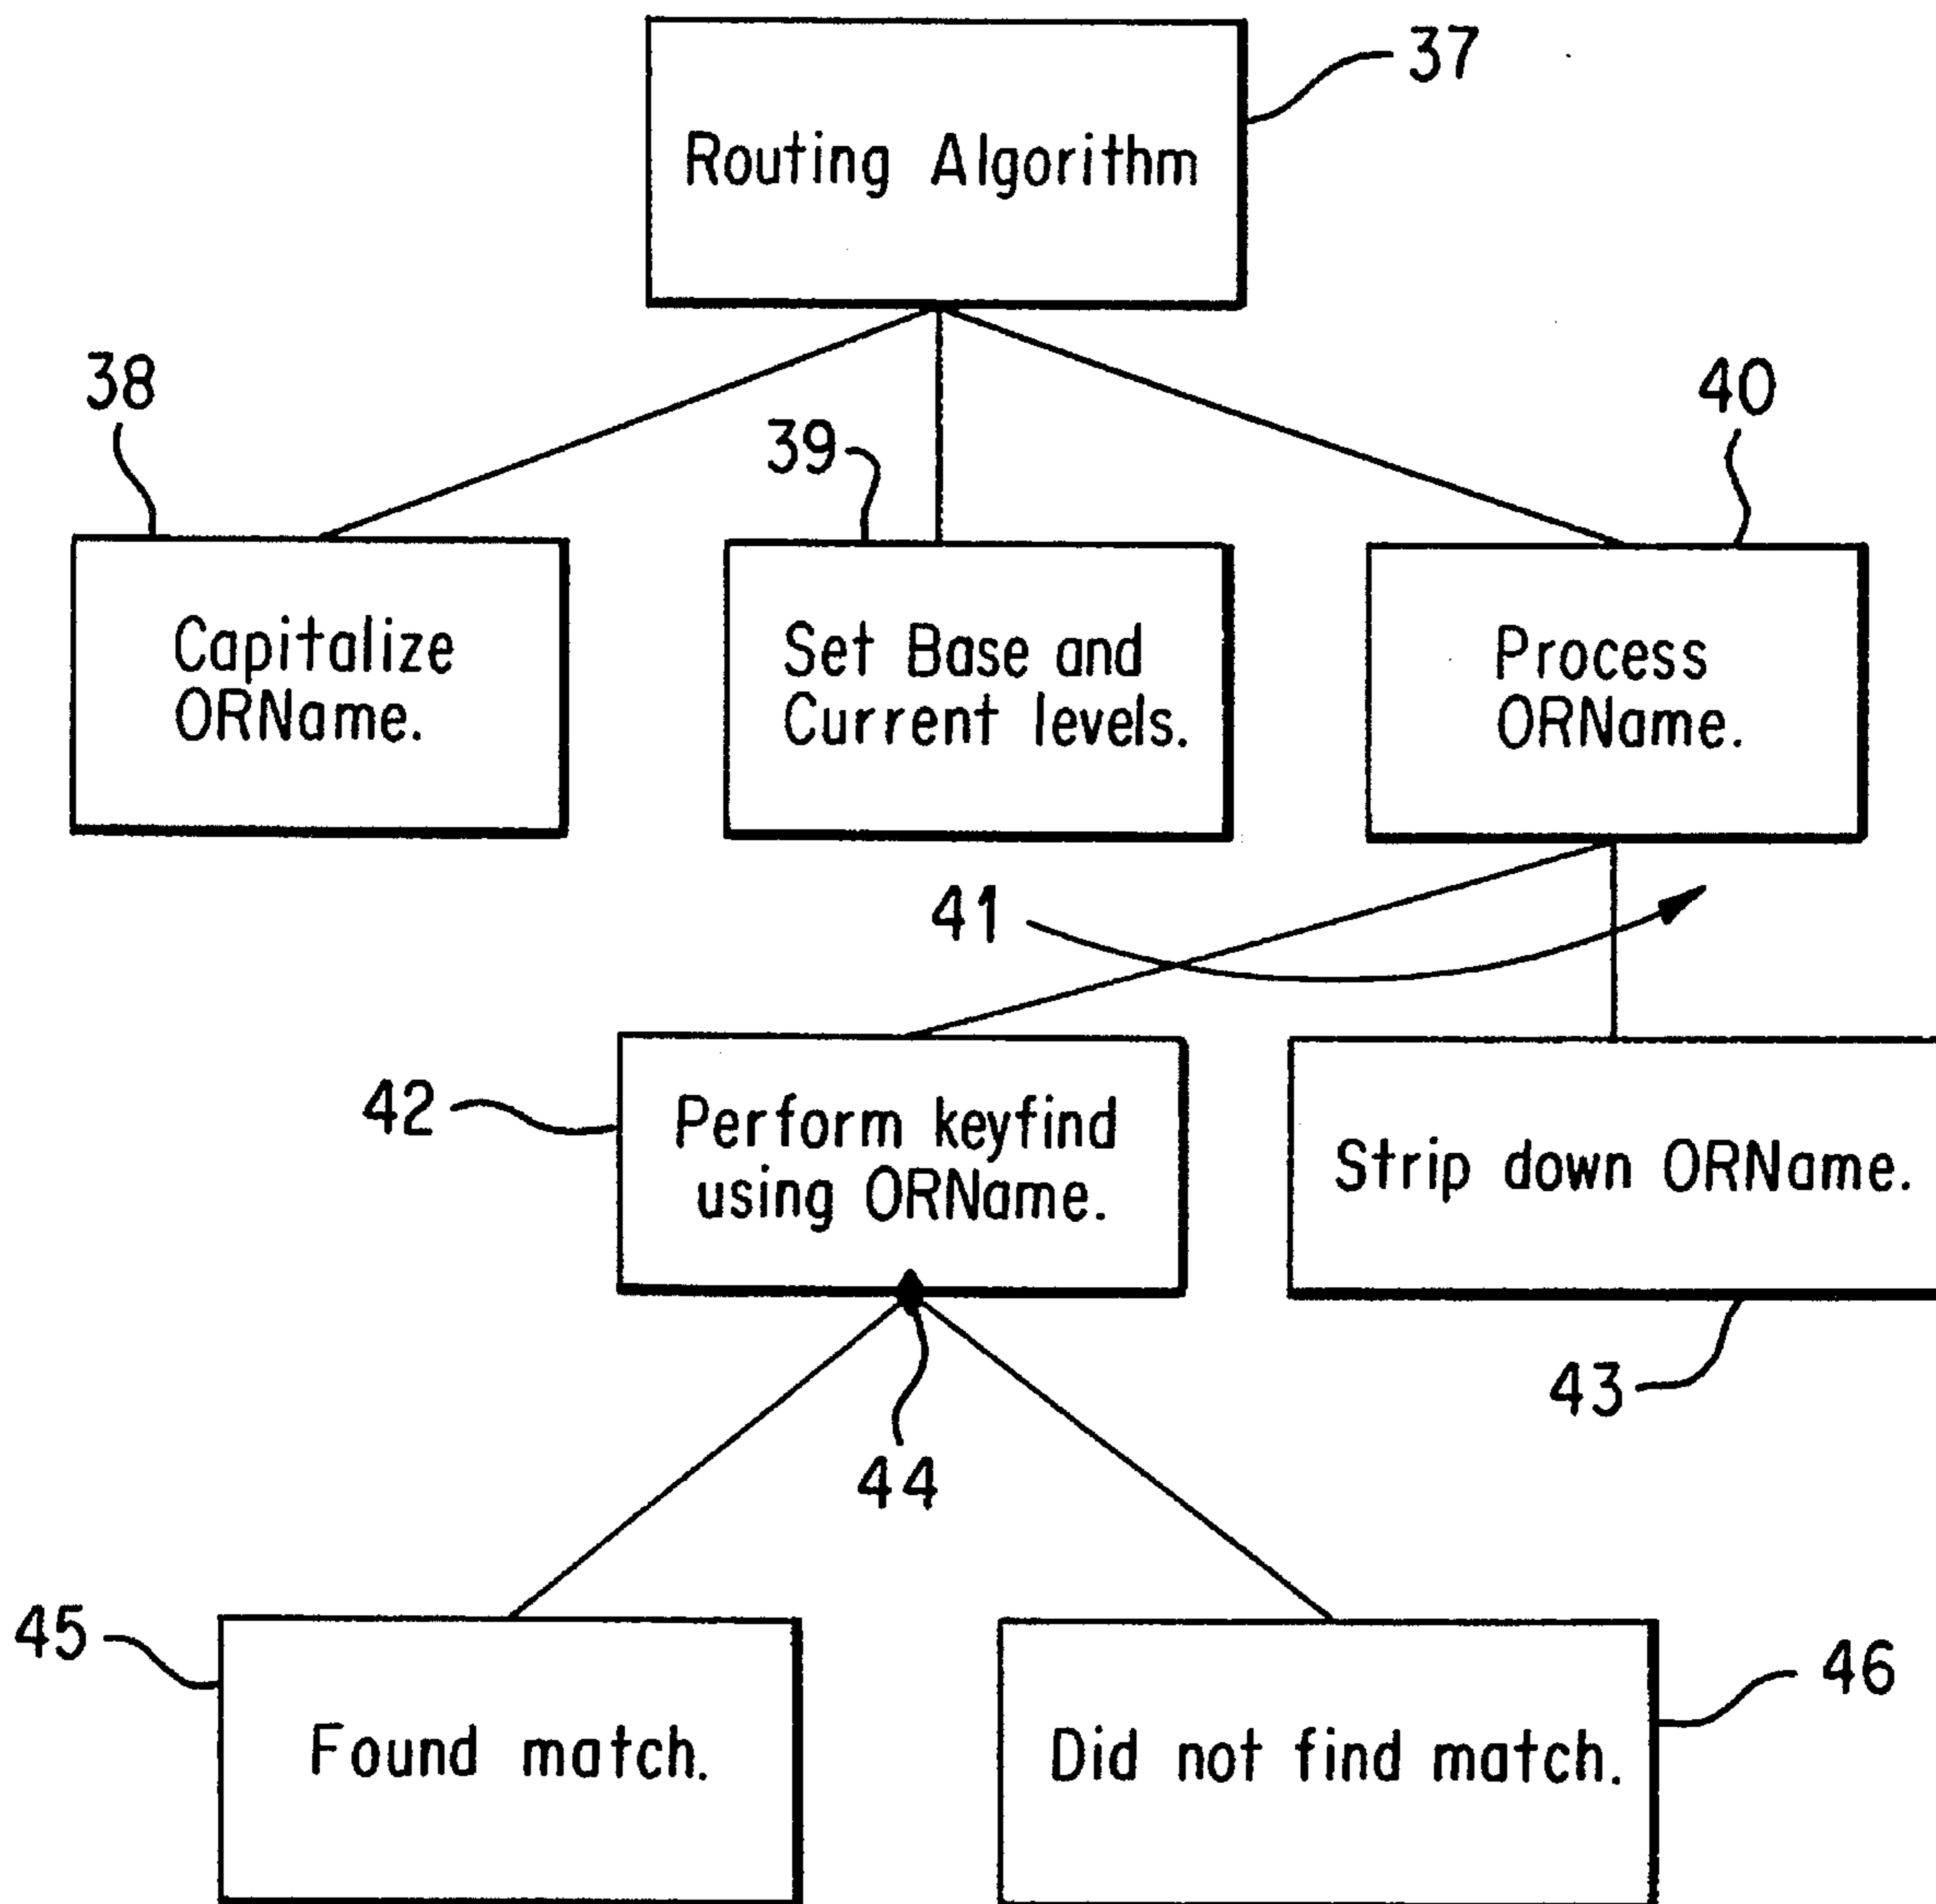 37
Routing Algorithm
38
39
40
Capitalize
ORName.
Set Base and
Current levels.
Process
ORName.
41
42
Perform keyfind
using ORName.
Strip down ORName.
43
44
45
Found match.
46
Did not find match.